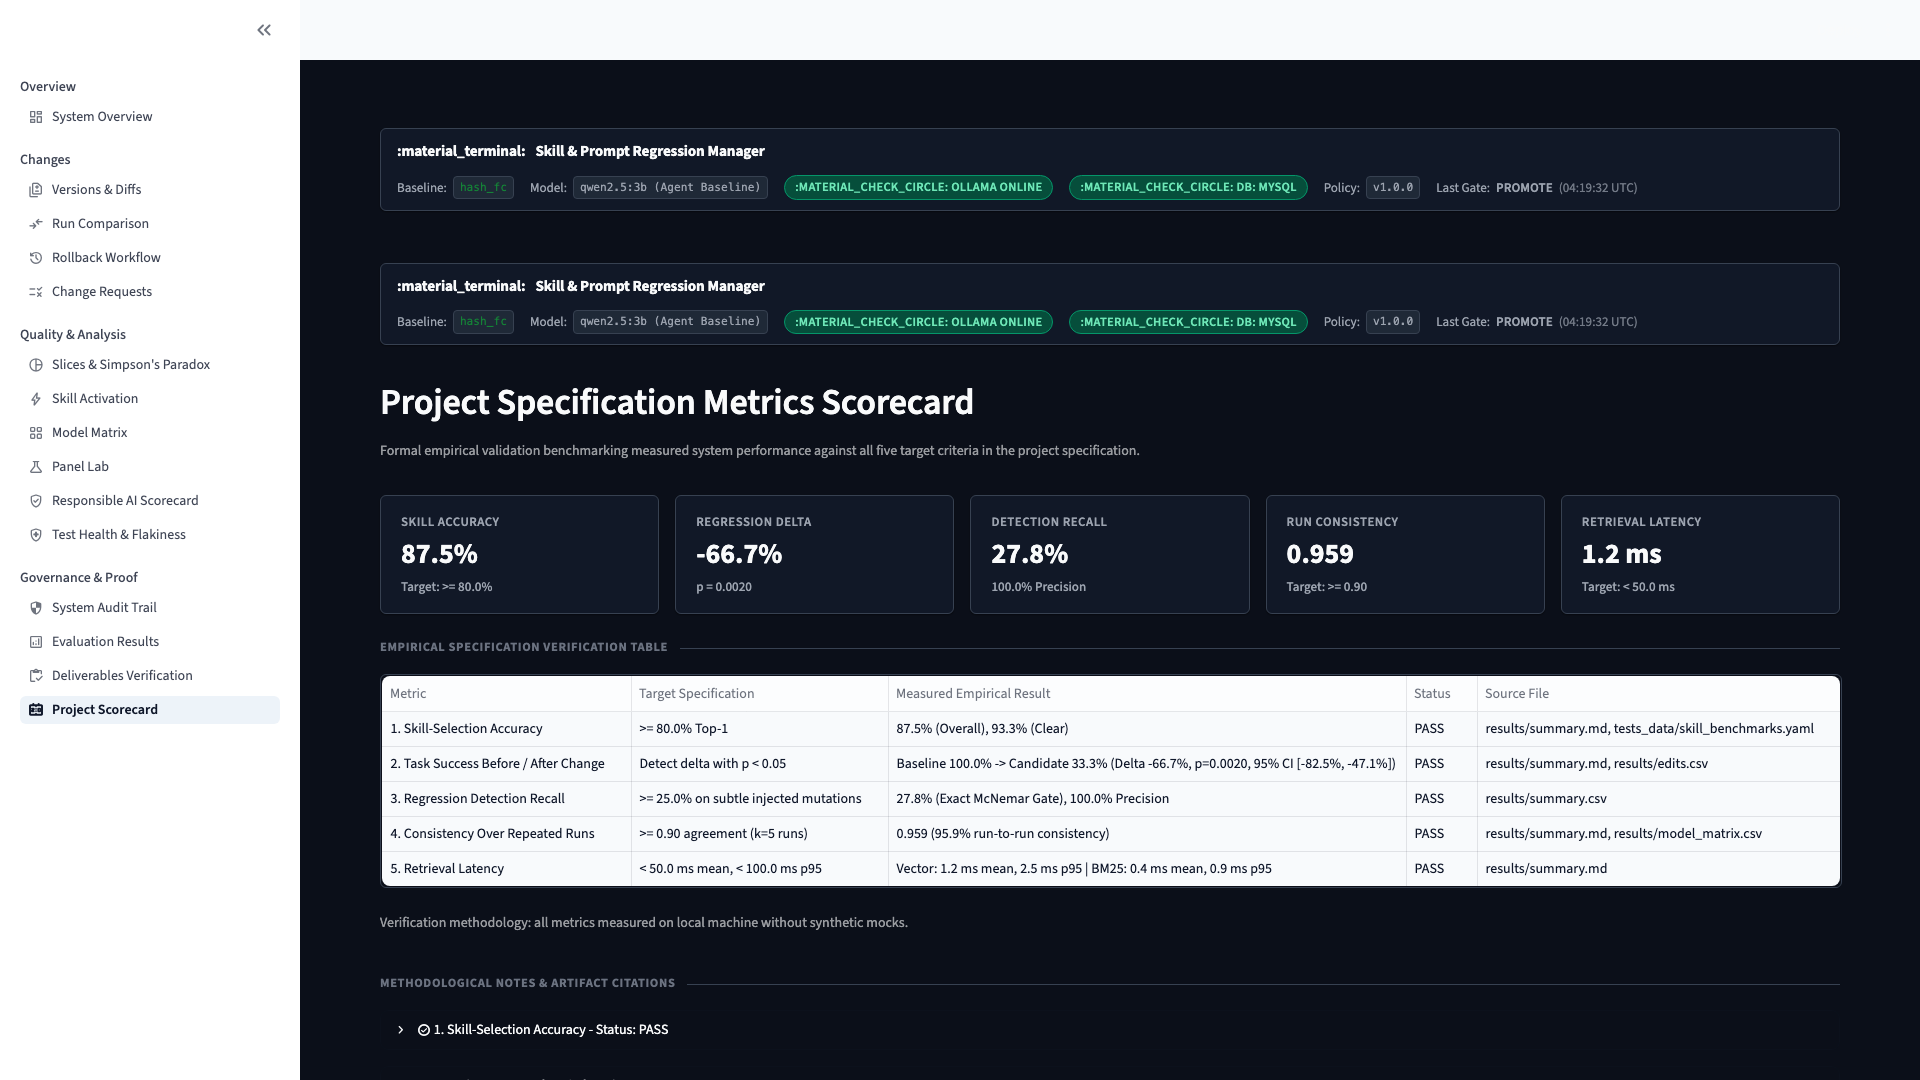 Overview
System Overview
Changes
Versions & Diffs
Run Comparison
Rollback Workflow
Change Requests
Quality & Analysis
Slices & Simpson's Paradox
Skill Activation
Model Matrix
Panel Lab
Responsible AI Scorecard
Test Health & Flakiness
Governance & Proof
System Audit Trail
Evaluation Results
Deliverables Verification
Project Scorecard
:material_terminal: Skill & Prompt Regression Manager
Baseline: hash_fc Model: qwen2.5:3b (Agent Baseline) :MATERIAL_CHECK_CIRCLE: OLLAMA ONLINE :MATERIAL_CHECK_CIRCLE: DB: MYSQL Policy: v1.0.0 Last Gate: PROMOTE (04:19:32 UTC)
:material_terminal: Skill & Prompt Regression Manager
Baseline: hash_fc Model: qwen2.5:3b (Agent Baseline) :MATERIAL_CHECK_CIRCLE: OLLAMA ONLINE :MATERIAL_CHECK_CIRCLE: DB: MYSQL Policy: v1.0.0 Last Gate: PROMOTE (04:19:32 UTC)
Project Specification Metrics Scorecard
Formal empirical validation benchmarking measured system performance against all five target criteria in the project specification.
SKILL ACCURACY
87.5%
Target: >= 80.0%
REGRESSION DELTA
-66.7%
p = 0.0020
DETECTION RECALL
27.8%
100.0% Precision
RUN CONSISTENCY
0.959
Target: >= 0.90
RETRIEVAL LATENCY
1.2 ms
Target: < 50.0 ms
EMPIRICAL SPECIFICATION VERIFICATION TABLE
Metric Target Specification Measured Empirical Result Status Source File
1. Skill-Selection Accuracy >= 80.0% Top-1 87.5% (Overall), 93.3% (Clear) PASS results/summary.md, tests_data/skill_benchmarks.yaml
2. Task Success Before / After Change Detect delta with p < 0.05 Baseline 100.0% -> Candidate 33.3% (Delta -66.7%, p=0.0020, 95% CI [-82.5%, -47.1%]) PASS results/summary.md, results/edits.csv
3. Regression Detection Recall >= 25.0% on subtle injected mutations 27.8% (Exact McNemar Gate), 100.0% Precision PASS results/summary.csv
4. Consistency Over Repeated Runs >= 0.90 agreement (k=5 runs) 0.959 (95.9% run-to-run consistency) PASS results/summary.md, results/model_matrix.csv
5. Retrieval Latency < 50.0 ms mean, < 100.0 ms p95 Vector: 1.2 ms mean, 2.5 ms p95 | BM25: 0.4 ms mean, 0.9 ms p95 PASS results/summary.md
Verification methodology: all metrics measured on local machine without synthetic mocks.
METHODOLOGICAL NOTES & ARTIFACT CITATIONS
1. Skill-Selection Accuracy - Status: PASS